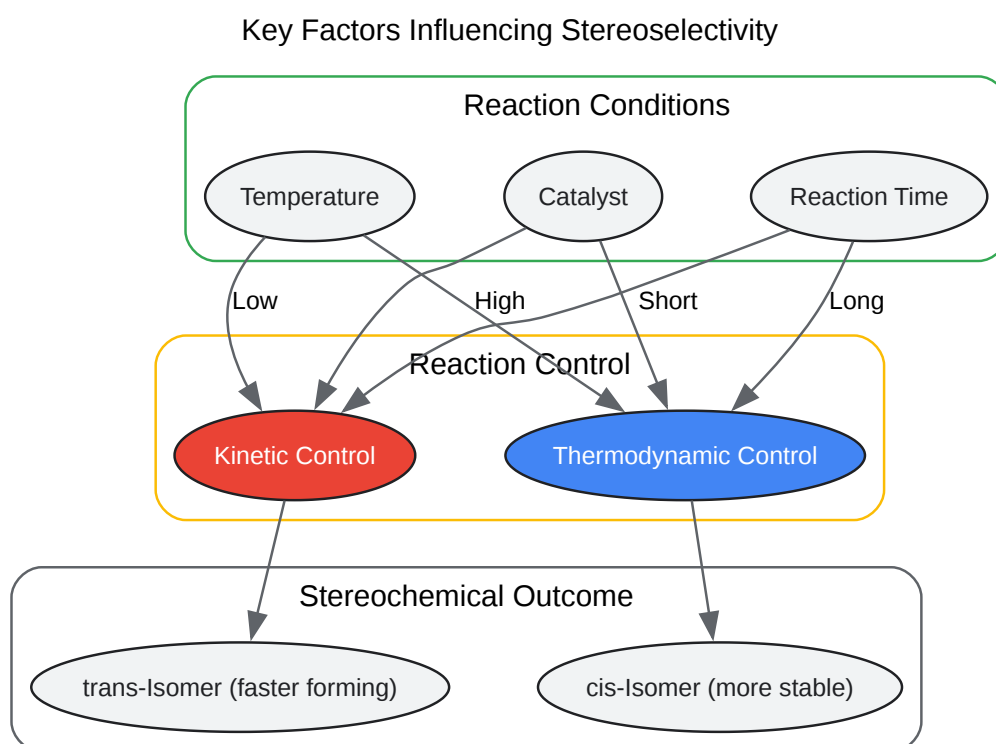 Key Factors Influencing Stereoselectivity
Reaction Conditions
Temperature
Catalyst
Reaction Time
Low
High
Short
Long
Reaction Control
Kinetic Control
Thermodynamic Control
Stereochemical Outcome
trans-Isomer (faster forming)
cis-Isomer (more stable)